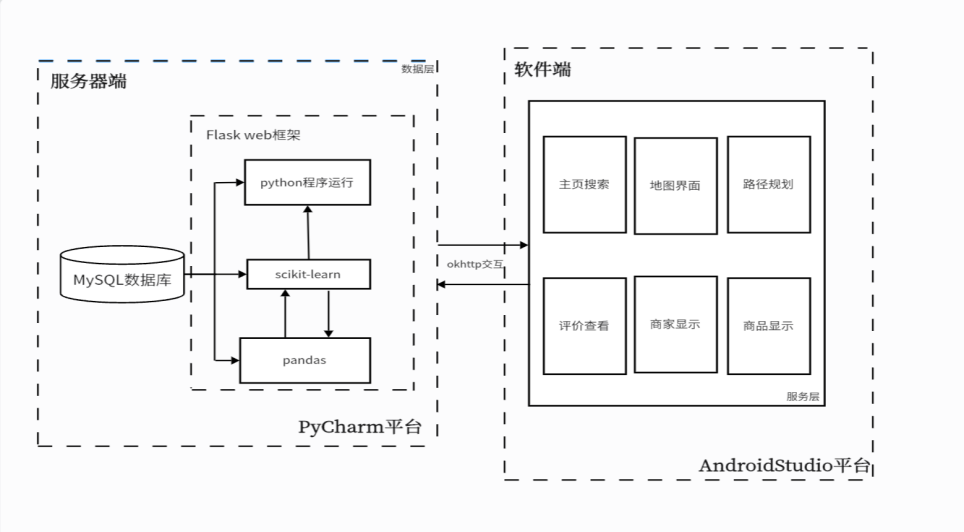 数据层
服务器端
Flask web框架
python程序运行
scikit-learn
MySQL数据库
pandas
PyCharm平台
okhttp交互
软件端
主页搜索
地图界面
路径规划
评价查看
商家显示
商品显示
服务层
AndroidStudio平台